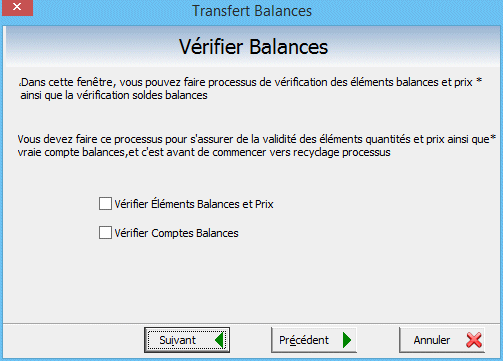 Transfert Balances
Vérifier Balances
.Dans cette fenêtre, vous pouvez faire processus de vérification des éléments balances et prix *
ainsi que la vérification soldes balances
Vous devez faire ce processus pour s'assurer de la validité des éléments quantités et prix ainsi que*
vraie compte balances,et c'est avant de commencer vers recyclage processus
Vérifier Éléments Balances et Prix
Vérifier Comptes Balances
Suivant
Précédent
Annuler